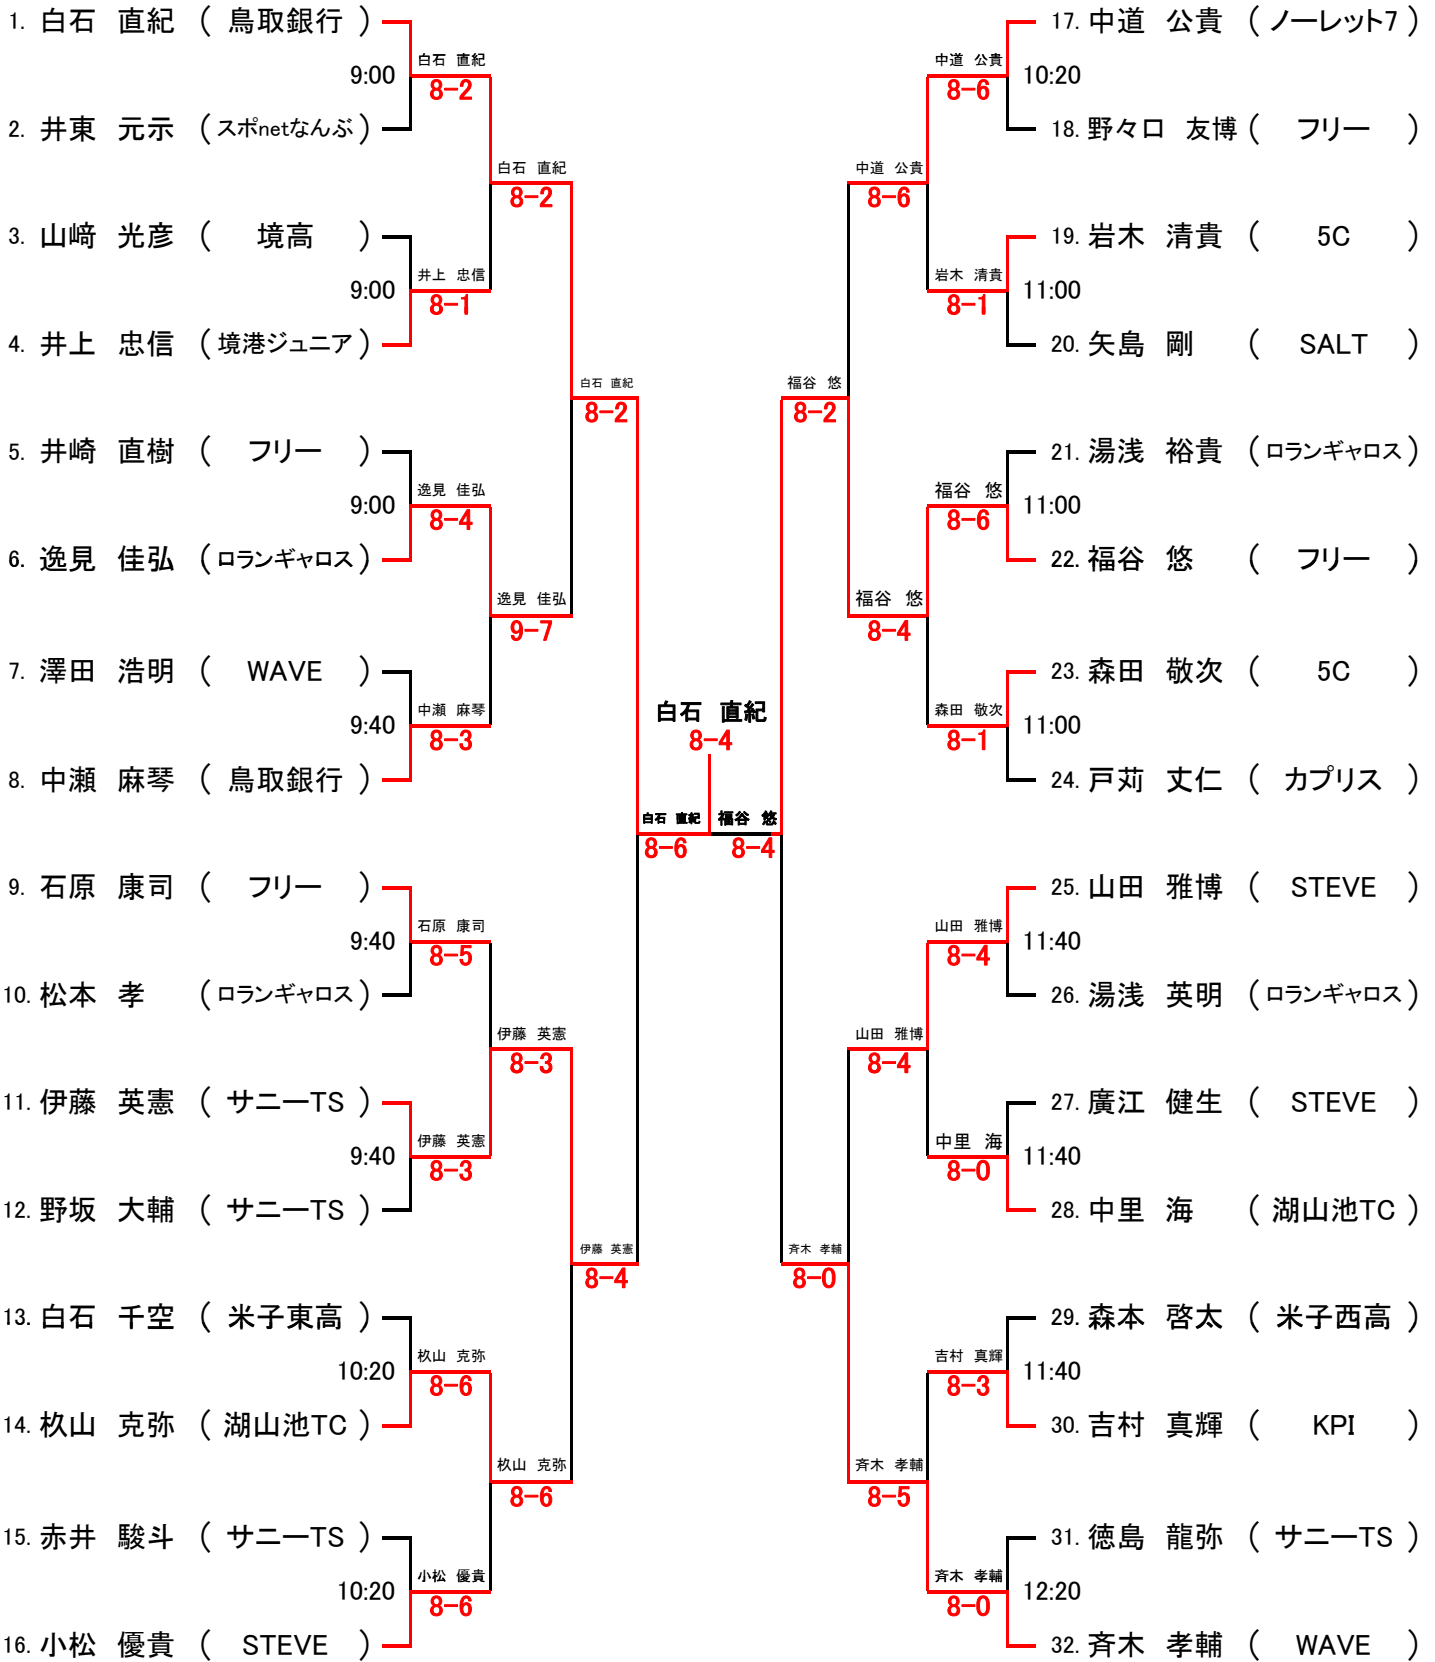 1. 白石 直紀 ( 鳥取銀行 )
白石 直紀
9:00
8-2
2. 井東 元示 ( スポnetなんぶ )
白石 直紀
8-2
3. 山﨑 光彦 ( 境高 )
井上 忠信
9:00
8-1
4. 井上 忠信 ( 境港ジュニア )
白石 直紀
8-2
5. 井崎 直樹 ( フリー )
逸見 佳弘
9:00
8-4
6. 逸見 佳弘 ( ロランギャロス )
逸見 佳弘
9-7
7. 澤田 浩明 ( WAVE )
中瀬 麻琴
9:40
8-3
8. 中瀬 麻琴 ( 鳥取銀行 )
白石 直紀
8-6
9. 石原 康司 ( フリー )
石原 康司
9:40
8-5
10. 松本 孝 ( ロランギャロス )
伊藤 英憲
8-3
11. 伊藤 英憲 ( サニーTS )
伊藤 英憲
9:40
8-3
12. 野坂 大輔 ( サニーTS )
伊藤 英憲
8-4
13. 白石 千空 ( 米子東高 )
杦山 克弥
10:20
8-6
14. 杦山 克弥 ( 湖山池TC )
杦山 克弥
8-6
15. 赤井 駿斗 ( サニーTS )
小松 優貴
10:20
8-6
16. 小松 優貴 ( STEVE )
白石 直紀
8-4
17. 中道 公貴 ( ノーレット7 )
中道 公貴
10:20
8-6
18. 野々口 友博 ( フリー )
中道 公貴
8-6
19. 岩木 清貴 ( 5C )
岩木 清貴
11:00
8-1
20. 矢島 剛 ( SALT )
福谷 悠
8-2
21. 湯浅 裕貴 ( ロランギャロス )
福谷 悠
11:00
8-6
22. 福谷 悠 ( フリー )
福谷 悠
8-4
23. 森田 敬次 ( 5C )
森田 敬次
11:00
8-1
24. 戸苅 丈仁 ( カプリス )
福谷 悠
8-4
25. 山田 雅博 ( STEVE )
山田 雅博
11:40
8-4
26. 湯浅 英明 ( ロランギャロス )
山田 雅博
8-4
27. 廣江 健生 ( STEVE )
中里 海
11:40
8-0
28. 中里 海 ( 湖山池TC )
斉木 孝輔
8-0
29. 森本 啓太 ( 米子西高 )
吉村 真輝
11:40
8-3
30. 吉村 真輝 ( KPI )
斉木 孝輔
8-5
31. 徳島 龍弥 ( サニーTS )
斉木 孝輔
12:20
8-0
32. 斉木 孝輔 ( WAVE )